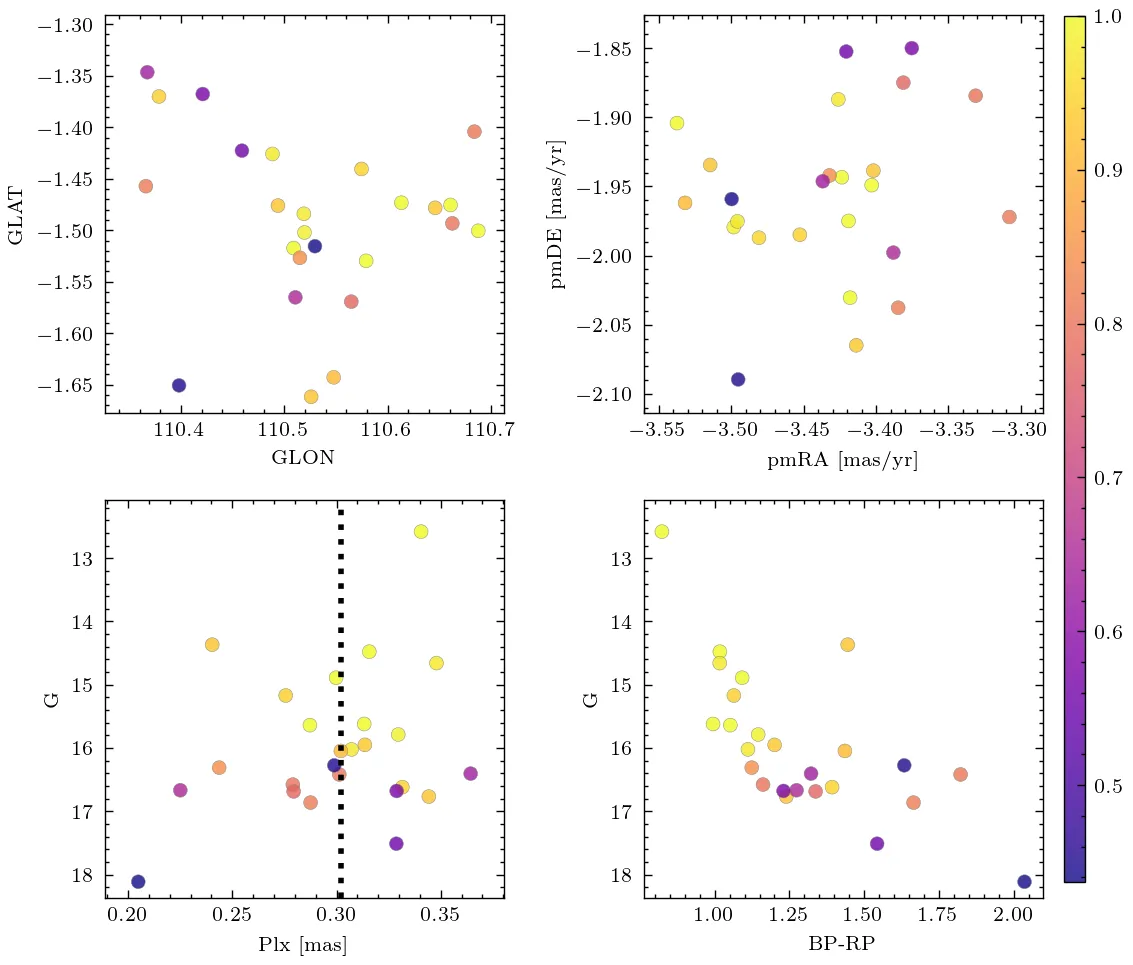 −1.30
−1.35
−1.40
−1.45
−1.50
−1.55
−1.60
−1.65
GLAT
110.4 110.5 110.6 110.7
GLON
−1.85
−1.90
−1.95
−2.00
−2.05
−2.10
pmDE [mas/yr]
−3.55 −3.50 −3.45 −3.40 −3.35 −3.30
pmRA [mas/yr]
1.0
0.9
0.8
0.7
0.6
0.5
13
14
15
16
17
18
G
0.20 0.25 0.30 0.35
Plx [mas]
13
14
15
16
17
18
G
1.00 1.25 1.50 1.75 2.00
BP-RP